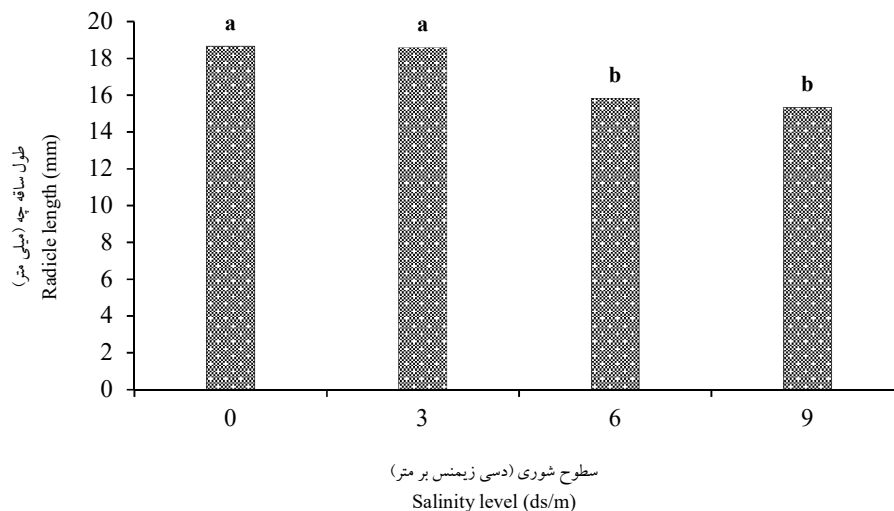 20
18
16
14
12
10
8
6
4
2
0
a
a
b
b
طول ساقه چه (میلی متر)
Radicle length (mm)
0 3 6 9
سطوح شوری (دسی زیمنس بر متر)
Salinity level (ds/m)